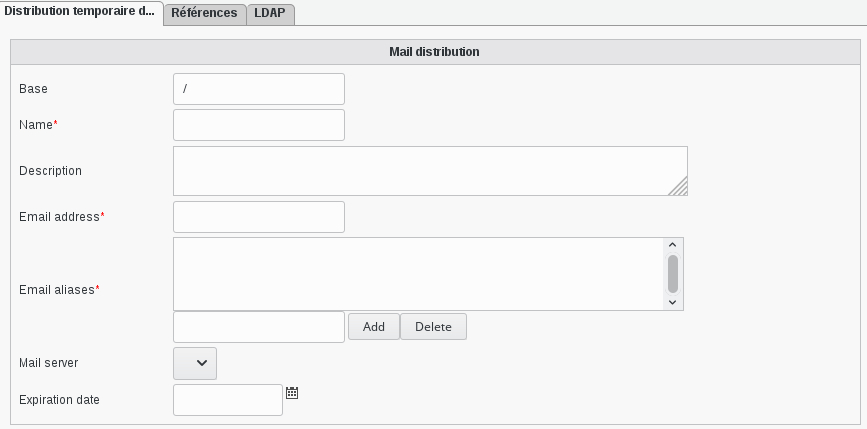 Distribution temporaire d... Références LDAP
Mail distribution
Base /
Name*
Description
Email address*
Email aliases*
Add Delete
Mail server
Expiration date